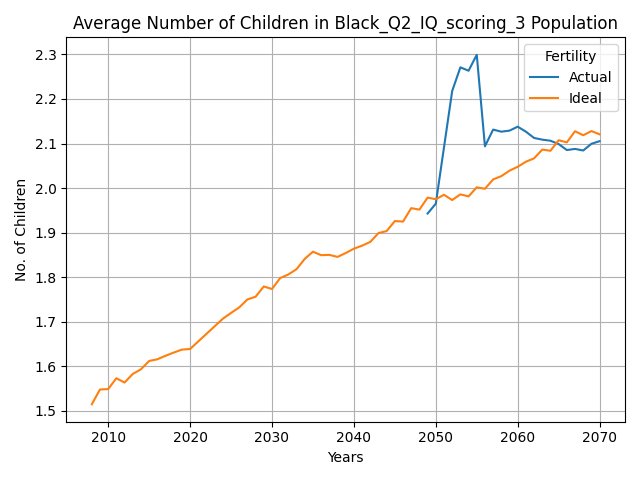 Average Number of Children in Black_Q2_IQ_scoring_3 Population
Fertility
Actual
Ideal
No. of Children
2.3
2.2
2.1
2.0
1.9
1.8
1.7
1.6
1.5
2010 2020 2030 2040 2050 2060 2070
Years